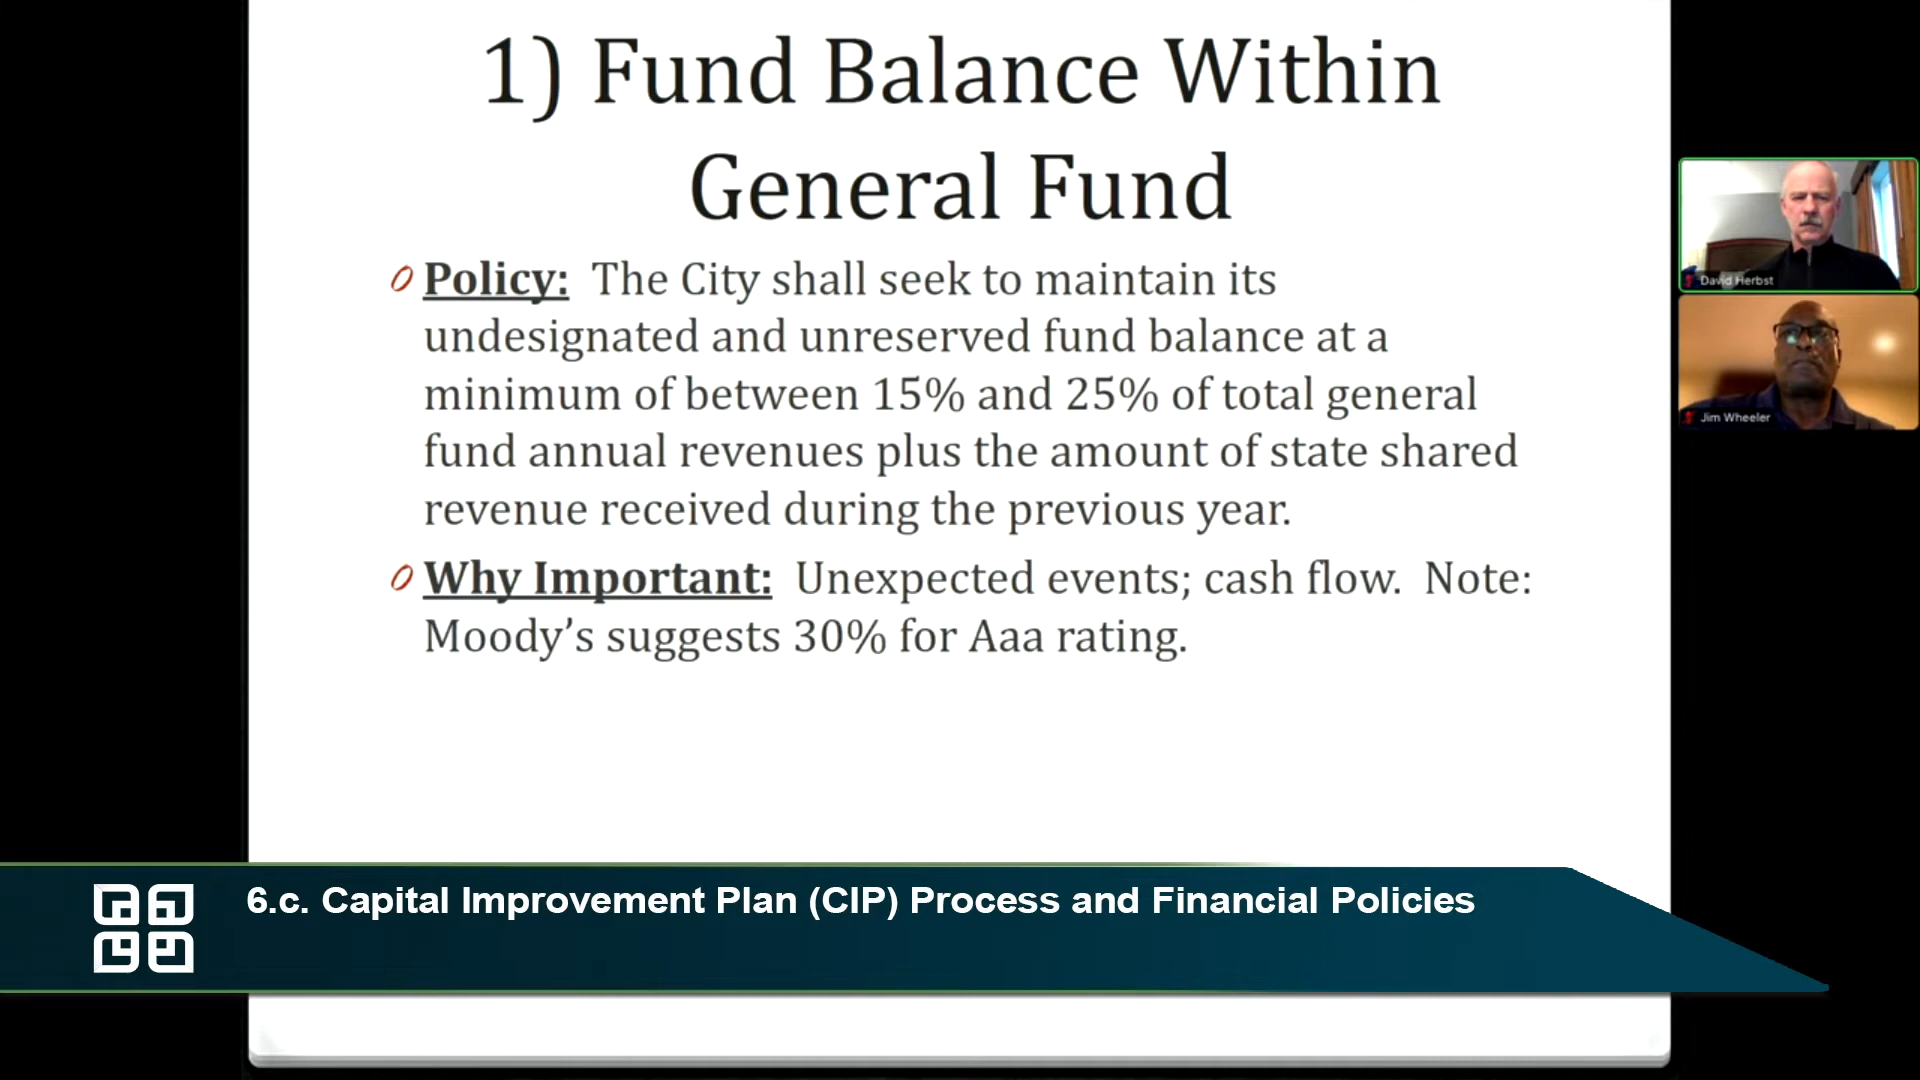 1) Fund Balance Within
General Fund
Policy: The City shall seek to maintain its
undesignated and unreserved fund balance at a
minimum of between 15% and 25% of total general
fund annual revenues plus the amount of state shared
revenue received during the previous year.
Why Important: Unexpected events; cash flow. Note:
Moody's suggests 30% for Aaa rating.
David Herbst
Jim Wheeler
6.c. Capital Improvement Plan (CIP) Process and Financial Policies